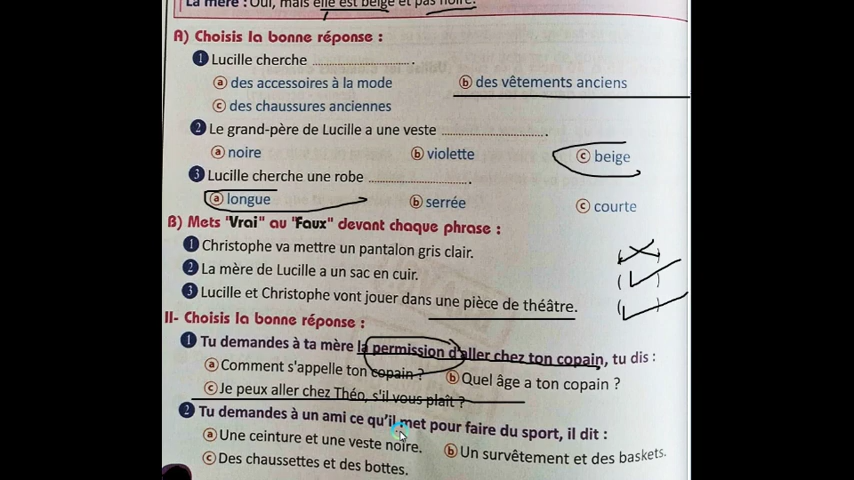 La mère : Oui, mais elle est beige et pas noire.
A) Choisis la bonne réponse :
1 Lucille cherche ........................ .
a des accessoires à la mode b des vêtements anciens
c des chaussures anciennes
2 Le grand-père de Lucille a une veste ........................ .
a noire b violette c beige
3 Lucille cherche une robe ........................ .
a longue b serrée c courte
B) Mets "Vrai" au "Faux" devant chaque phrase :
1 Christophe va mettre un pantalon gris clair.
2 La mère de Lucille a un sac en cuir.
3 Lucille et Christophe vont jouer dans une pièce de théâtre.
II- Choisis la bonne réponse :
1 Tu demandes à ta mère la permission d'aller chez ton copain, tu dis :
a Comment s'appelle ton copain ? b Quel âge a ton copain ?
c Je peux aller chez Théo, s'il vous plaît ?
2 Tu demandes à un ami ce qu'il met pour faire du sport, il dit :
a Une ceinture et une veste noire. b Un survêtement et des baskets.
c Des chaussettes et des bottes.